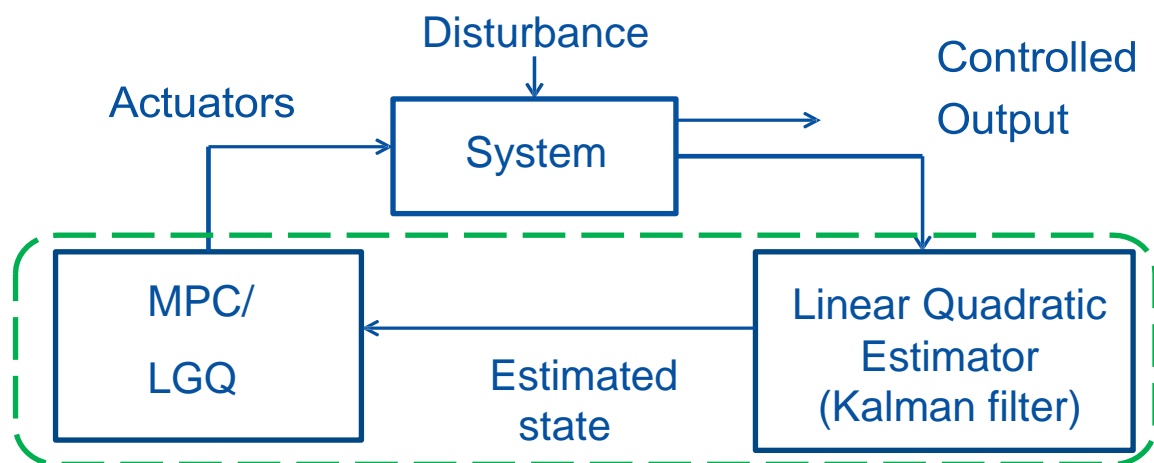 Disturbance
Controlled
Output
Actuators
System
MPC/
LGQ
Estimated
state
Linear Quadratic
Estimator
(Kalman filter)